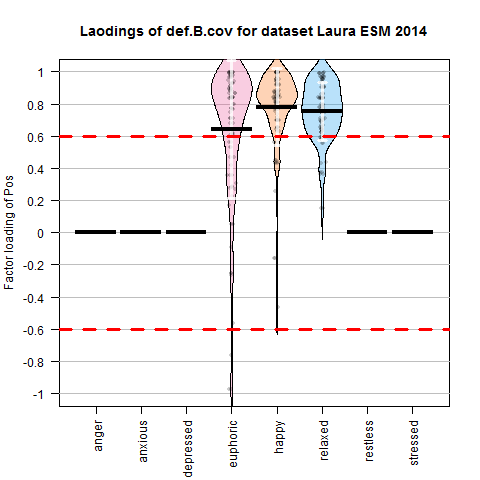 Laodings of def.B.cov for dataset Laura ESM 2014
Factor loading of Pos
1
0.8
0.6
0.4
0.2
0
-0.2
-0.4
-0.6
-0.8
-1
anger
anxious
depressed
euphoric
happy
relaxed
restless
stressed